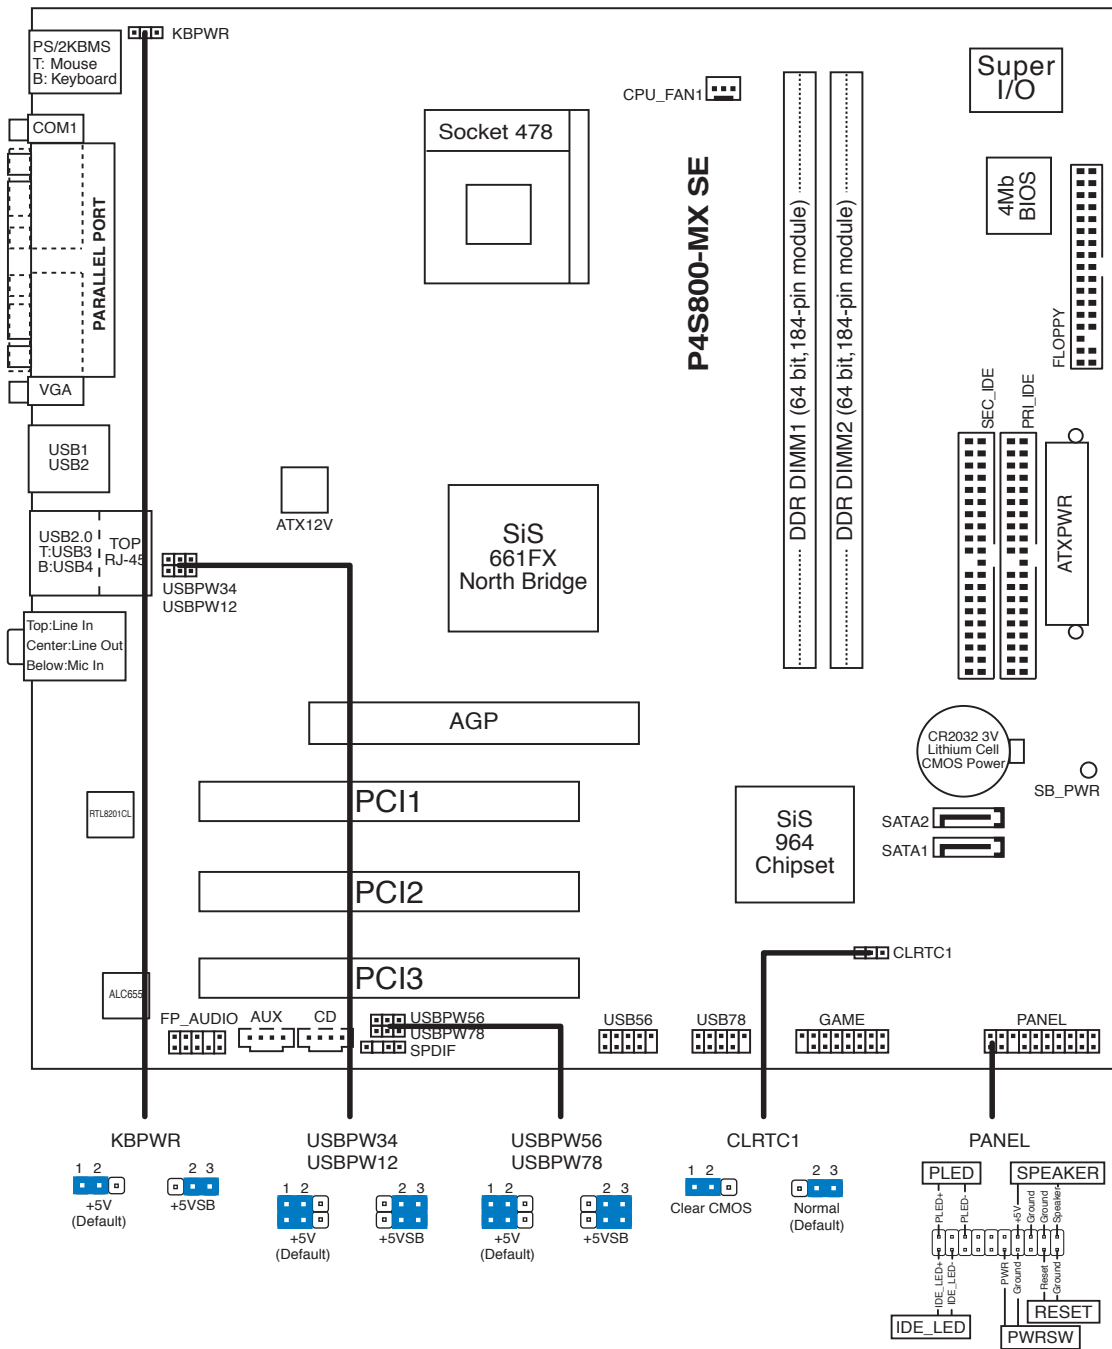 KBPWR
PS/2KBMS
T: Mouse
B: Keyboard
CPU_FAN1
Super
I/O
COM1
Socket 478
4Mb
BIOS
PARALLEL PORT
P4S800-MX SE
DDR DIMM1 (64 bit,184-pin module)
DDR DIMM2 (64 bit,184-pin module)
FLOPPY
VGA
SEC_IDE
PRI_IDE
USB1
USB2
ATX12V
SiS
661FX
North Bridge
ATXPWR
USB2.0
T:USB3
B:USB4
TOP
RJ-45
USBPW34
USBPW12
Top:Line In
Center:Line Out
Below:Mic In
AGP
CR2032 3V
Lithium Cell
CMOS Power
SB_PWR
PCI1
RTL8201CL
SiS
964
Chipset
SATA2
SATA1
PCI2
CLRTC1
PCI3
ALC655
FP_AUDIO
AUX
CD
USBPW56
USBPW78
SPDIF
USB56
USB78
GAME
PANEL
KBPWR
1 2
+5V
(Default)
2 3
+5VSB
USBPW34
USBPW12
1 2
+5V
(Default)
2 3
+5VSB
USBPW56
USBPW78
1 2
+5V
(Default)
2 3
+5VSB
CLRTC1
1 2
Clear CMOS
2 3
Normal
(Default)
PANEL
PLED
SPEAKER
PLED+
PLED-
+5V
Ground
Ground
Speaker
IDE_LED+
IDE_LED-
PWR
Ground
Reset
Ground
RESET
IDE_LED
PWRSW